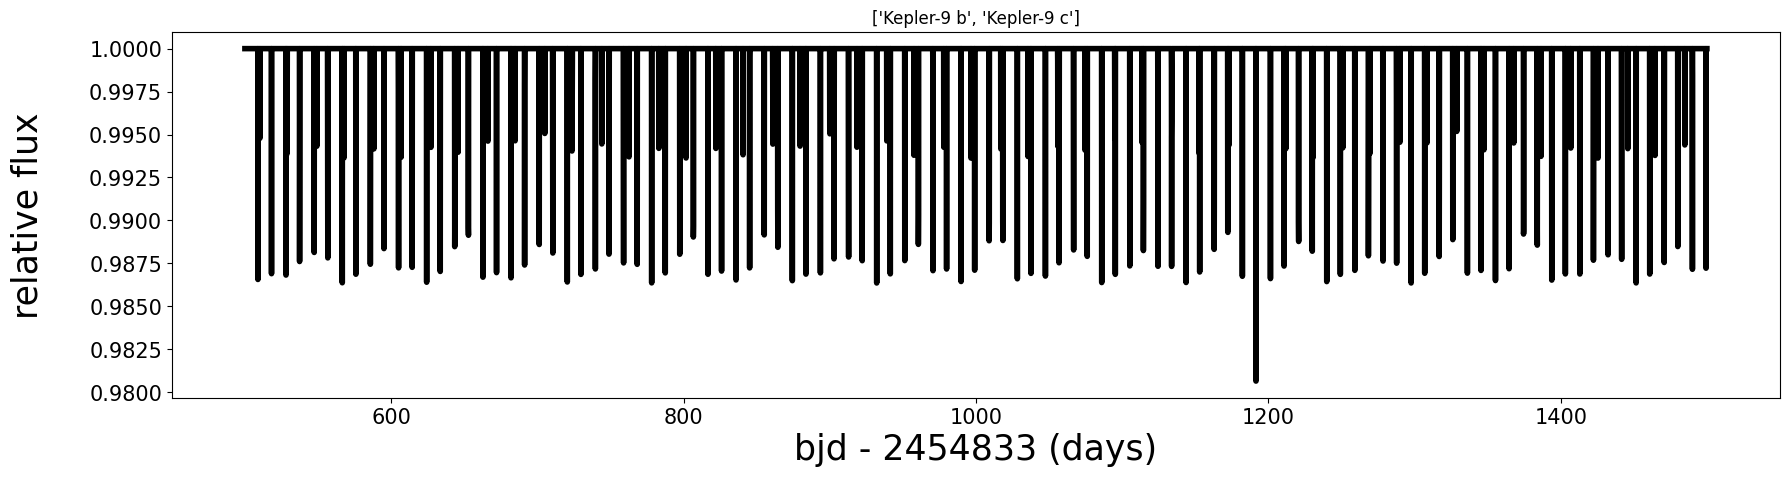 ['Kepler-9 b', 'Kepler-9 c']
1.0000
0.9975
0.9950
0.9925
0.9900
0.9875
0.9850
0.9825
0.9800
relative flux
600 800 1000 1200 1400
bjd - 2454833 (days)